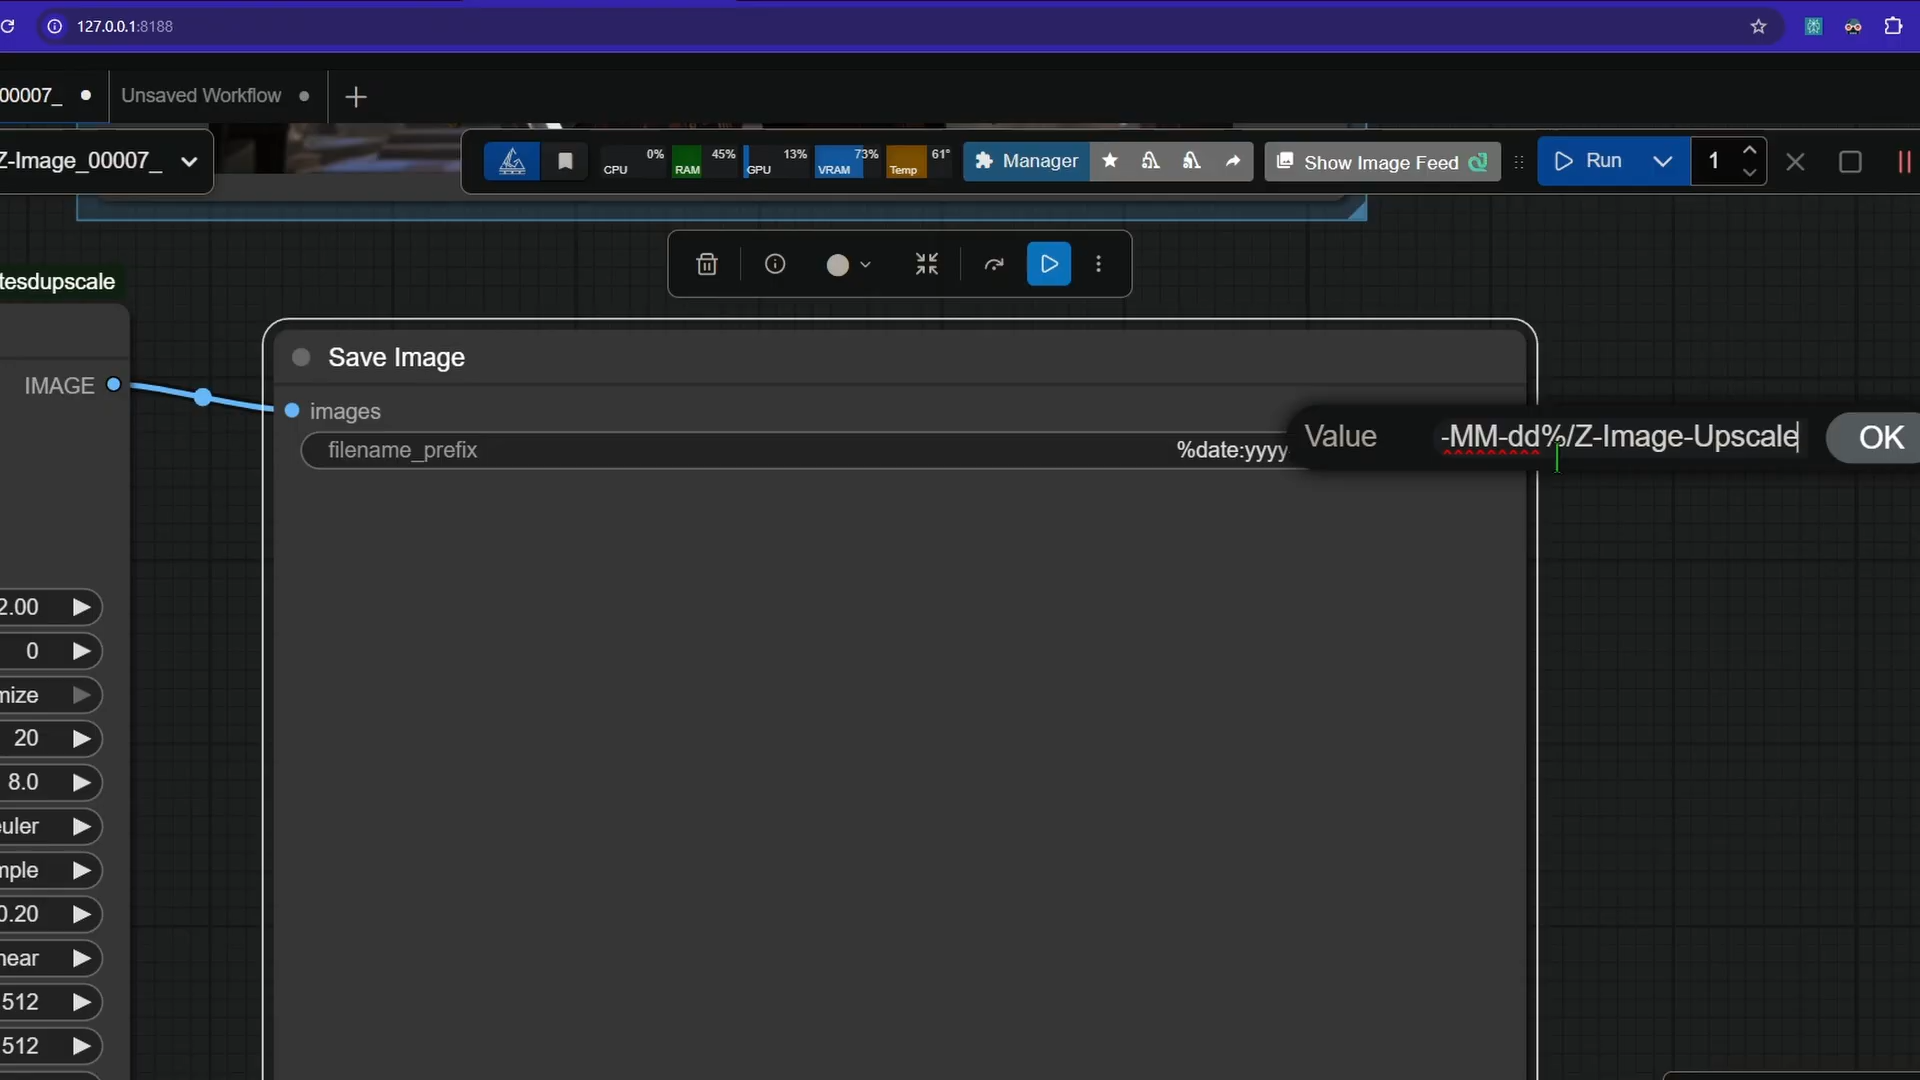 127.0.0.1:8188
00007_
Unsaved Workflow
Z-Image_00007_
CPU 0%
RAM 45%
GPU 13%
VRAM 73%
Temp 61°
Manager
Show Image Feed
Run
1
tesdupscale
Save Image
IMAGE
images
filename_prefix
%date:yyyy
Value
-MM-dd%/Z-Image-Upscale
OK
2.00
0
mize
20
8.0
euler
mple
0.20
near
512
512